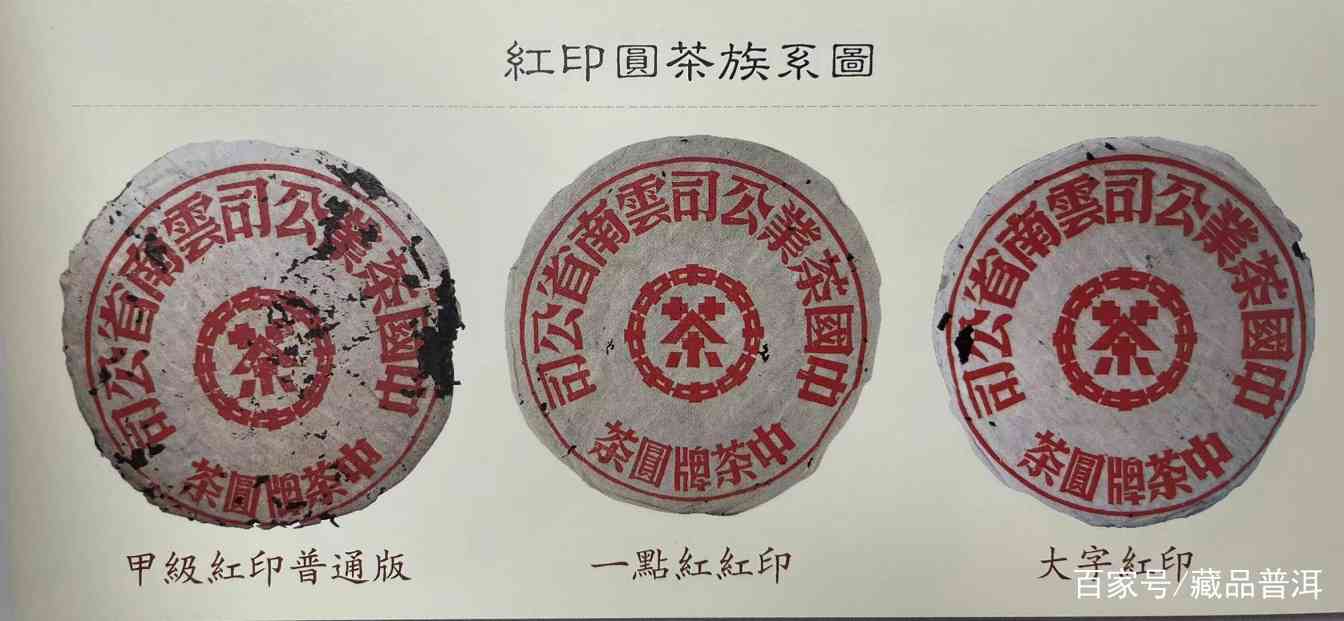 紅印圓茶族系圖
中國茶業公司雲南省公司
茶
中茶牌圓茶
中國茶業公司雲南省公司
茶
中茶牌圓茶
中國茶業公司雲南省公司
茶
中茶牌圓茶
甲級紅印普通版
一點紅紅印
大字紅印
百家号/藏品普洱